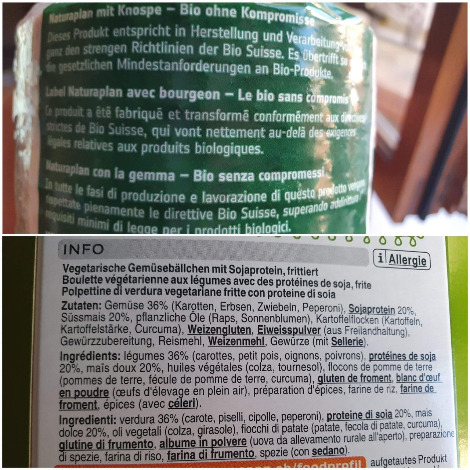 Naturaplan mit Knospe – Bio ohne Kompromisse
Dieses Produkt entspricht in Herstellung und Verarbeitung
ganz den strengen Richtlinien der Bio Suisse. Es übertrifft so
die gesetzlichen Mindestanforderungen an Bio-Produkte.
Label Naturaplan avec bourgeon – Le bio sans compromis
Ce produit a été fabriqué et transformé conformément aux directives
strictes de Bio Suisse, qui vont nettement au-delà des exigences
légales relatives aux produits biologiques.
Naturaplan con la gemma – Bio senza compromessi
In tutte le fasi di produzione e lavorazione di questo prodotto vengono
rispettate pienamente le direttive Bio Suisse, superando addirittura i
requisiti minimi di legge per i prodotti biologici.
INFO
i Allergie
Vegetarische Gemüsebällchen mit Sojaprotein, frittiert
Boulette végétarienne aux légumes avec des protéines de soja, frite
Polpettine di verdura vegetariane fritte con proteine di soia
Zutaten: Gemüse 36% (Karotten, Erbsen, Zwiebeln, Peperoni), Sojaprotein 20%,
Süssmais 20%, pflanzliche Öle (Raps, Sonnenblumen), Kartoffelflocken (Kartoffeln,
Kartoffelstärke, Curcuma), Weizengluten, Eiweisspulver (aus Freilandhaltung),
Gewürzzubereitung, Reismehl, Weizenmehl, Gewürze (mit Sellerie).
Ingrédients: légumes 36% (carottes, petit pois, oignons, poivrons), protéines de soja
20%, maïs doux 20%, huiles végétales (colza, tournesol), flocons de pomme de terre
(pommes de terre, fécule de pomme de terre, curcuma), gluten de froment, blanc d'œuf
en poudre (œufs d'élevage en plein air), préparation d'épices, farine de riz, farine de
froment, épices (avec céleri).
Ingredienti: verdura 36% (carote, piselli, cipolle, peperoni), proteine di soia 20%, mais
dolce 20%, oli vegetali (colza, girasole), fiocchi di patate (patate, fecola di patate, curcuma),
glutine di frumento, albume in polvere (uova da allevamento rurale all'aperto), preparazione
di spezie, farina di riso, farina di frumento, spezie (con sedano).
ch/foodprofil
aufgetautes Produkt